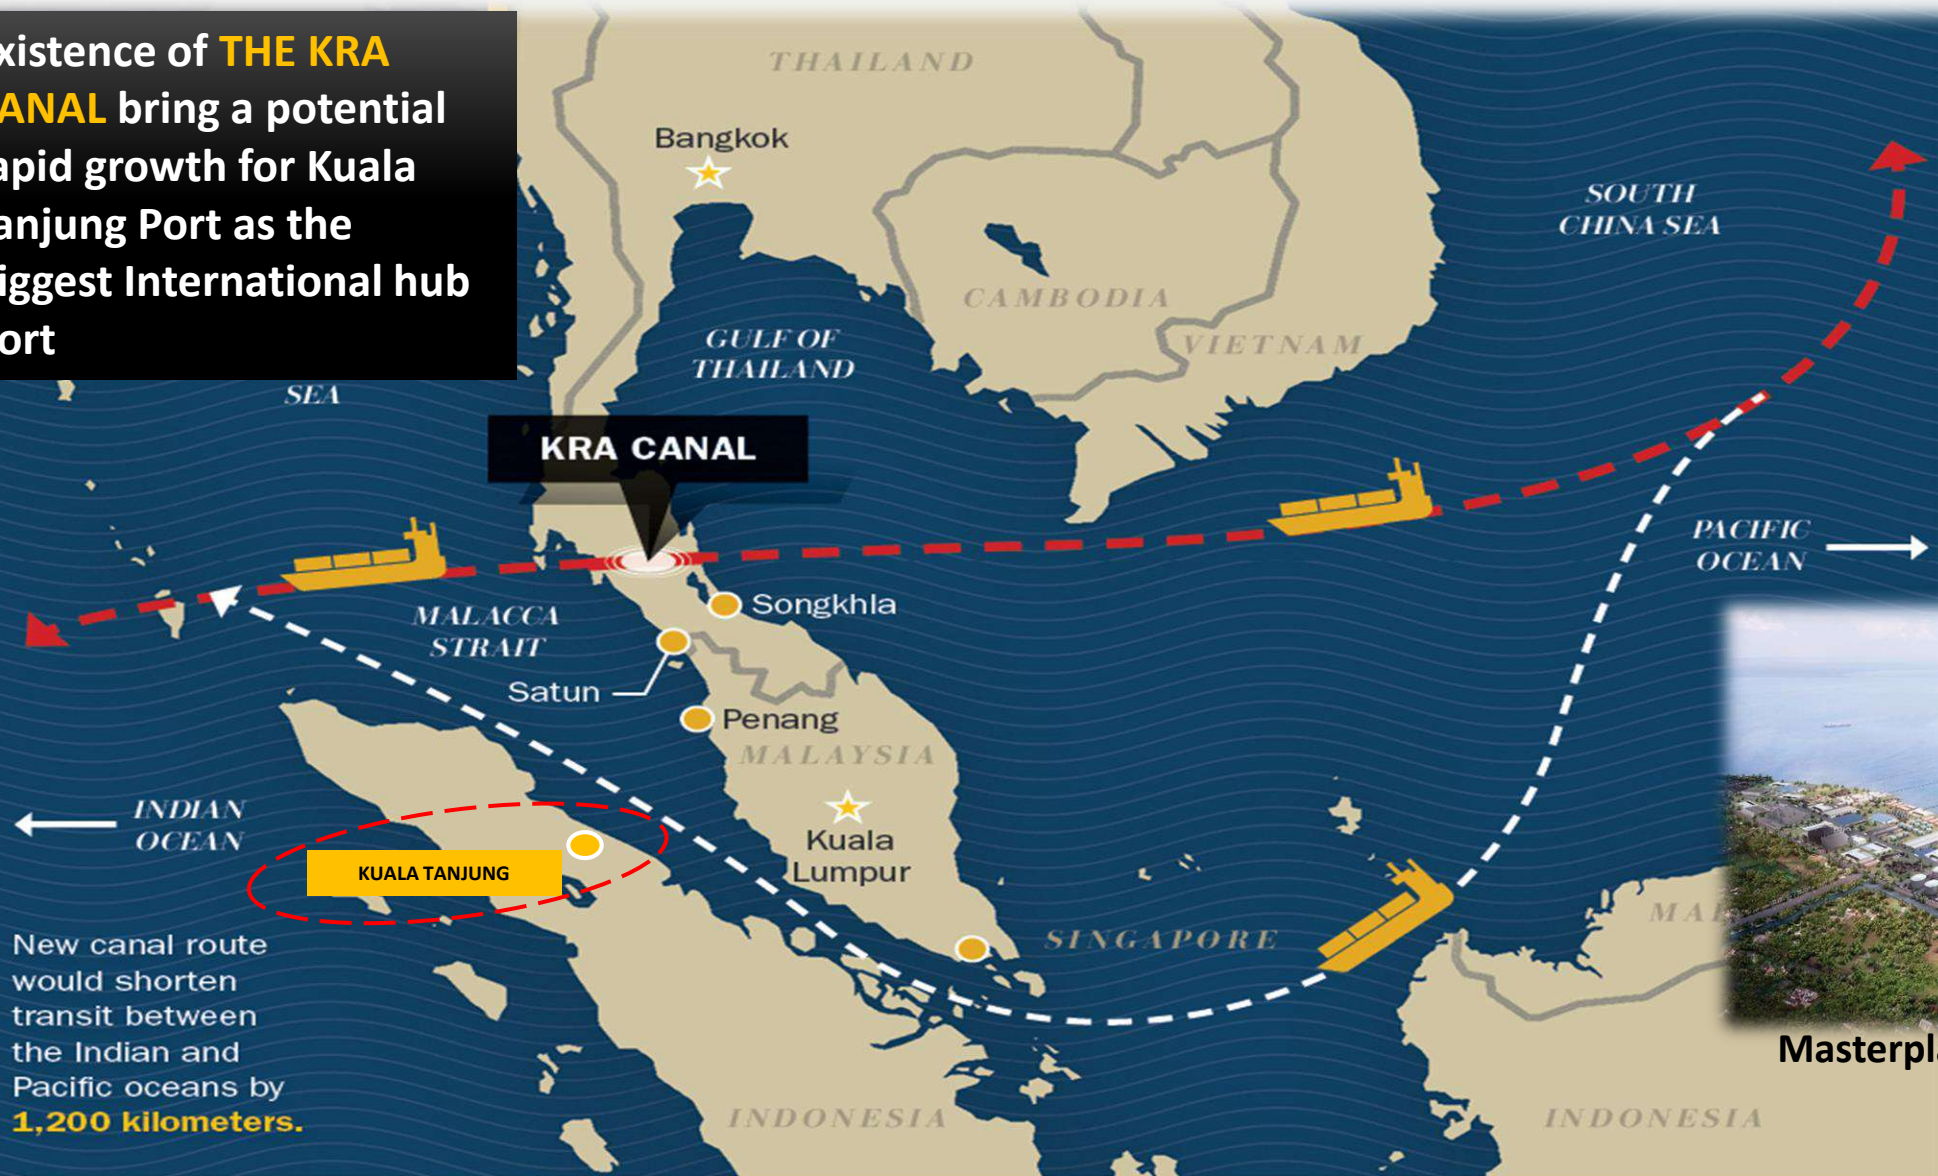 xistence of THE KRA
ANAL bring a potential
apid growth for Kuala
anjung Port as the
iggest International hub
ort
THAILAND
Bangkok
SOUTH
CHINA SEA
CAMBODIA
GULF OF
THAILAND
VIETNAM
SEA
KRA CANAL
PACIFIC
OCEAN
MALACCA
STRAIT
Songkhla
Satun
Penang
MALAYSIA
INDIAN
OCEAN
Kuala
Lumpur
KUALA TANJUNG
SINGAPORE
MAL
New canal route
would shorten
transit between
the Indian and
Pacific oceans by
1,200 kilometers.
Masterpla
INDONESIA
INDONESIA